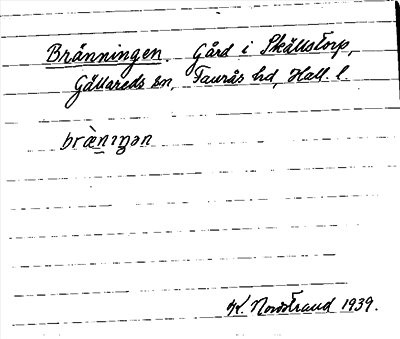 Bränningen. Gård i Skällstorp,
Gällareds sn, Faurås hd, Hall. l.
brænıŋən
K. Nordstrand 1939.